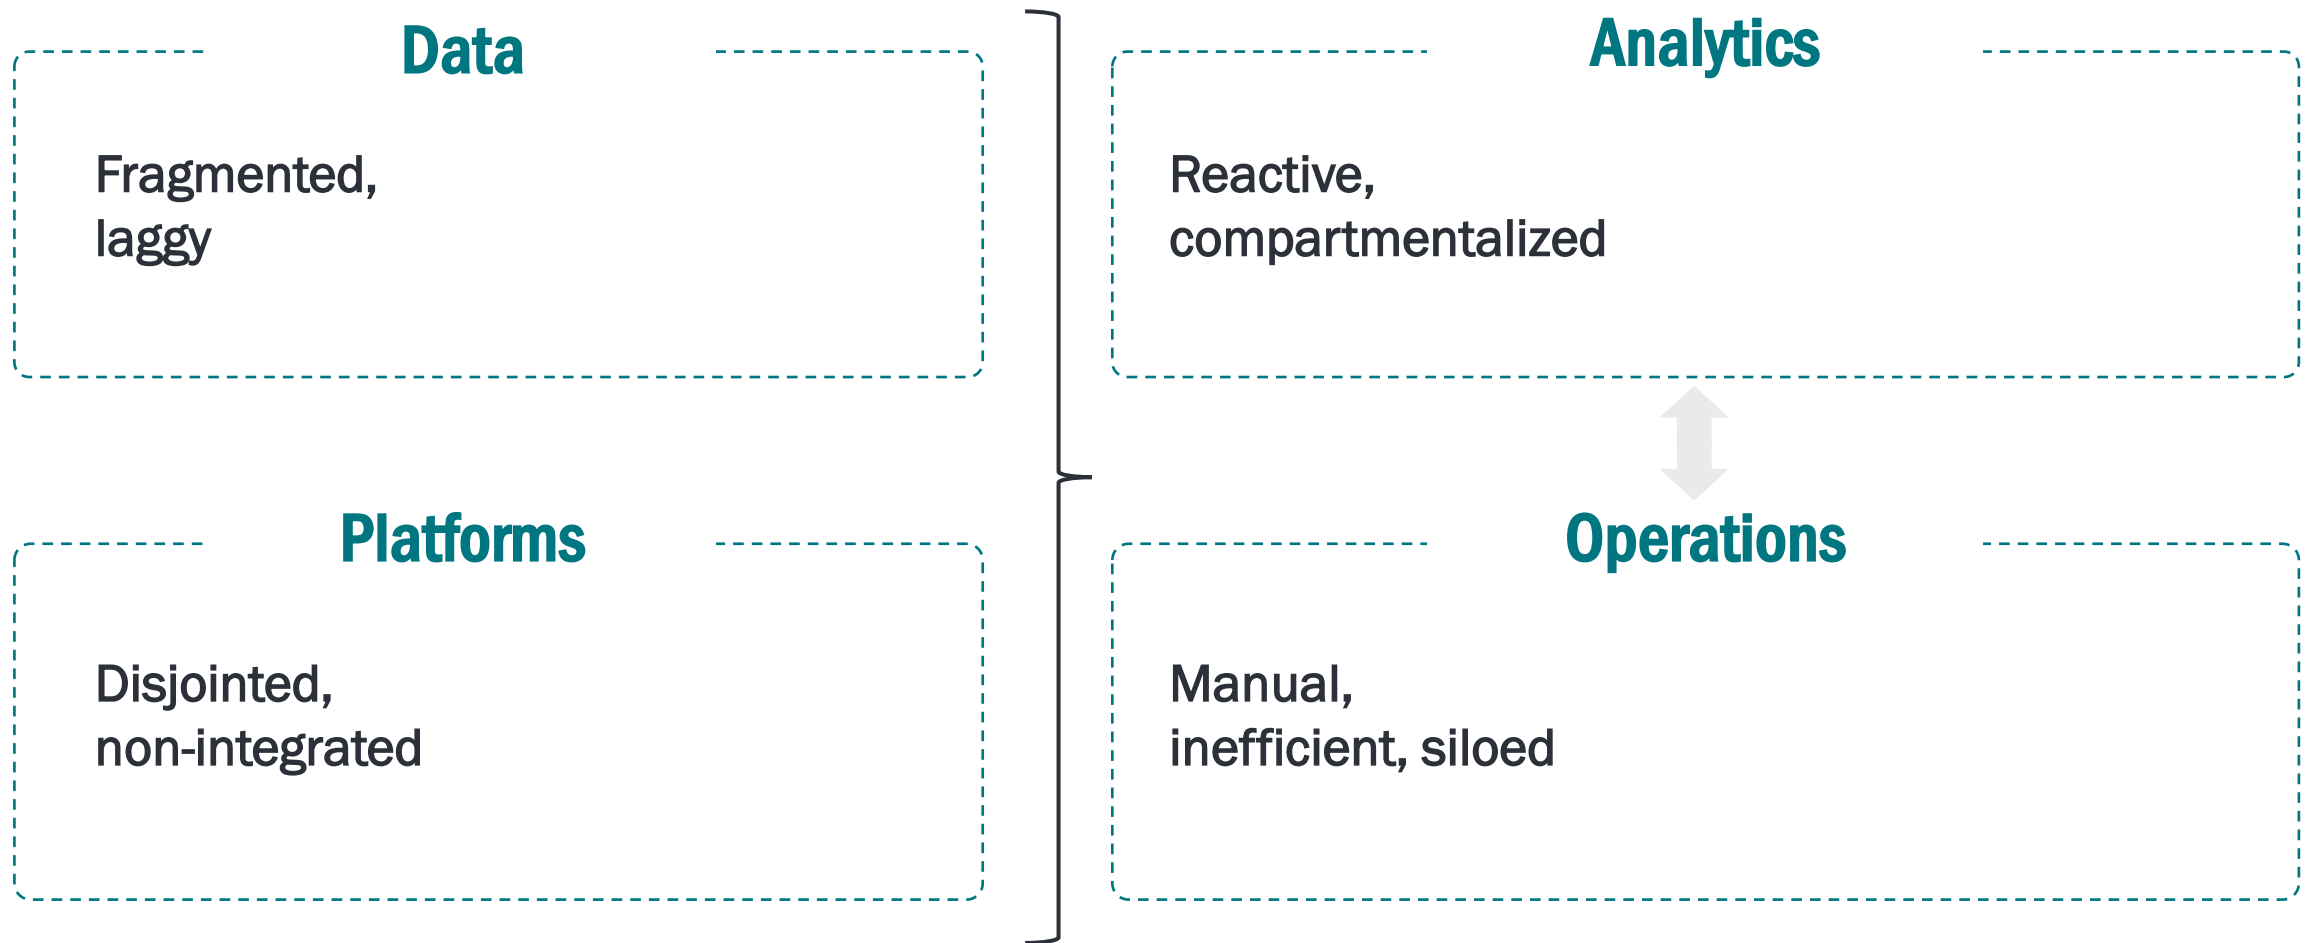 Data
Fragmented,
laggy
Platforms
Disjointed,
non-integrated
Analytics
Reactive,
compartmentalized
Operations
Manual,
inefficient, siloed